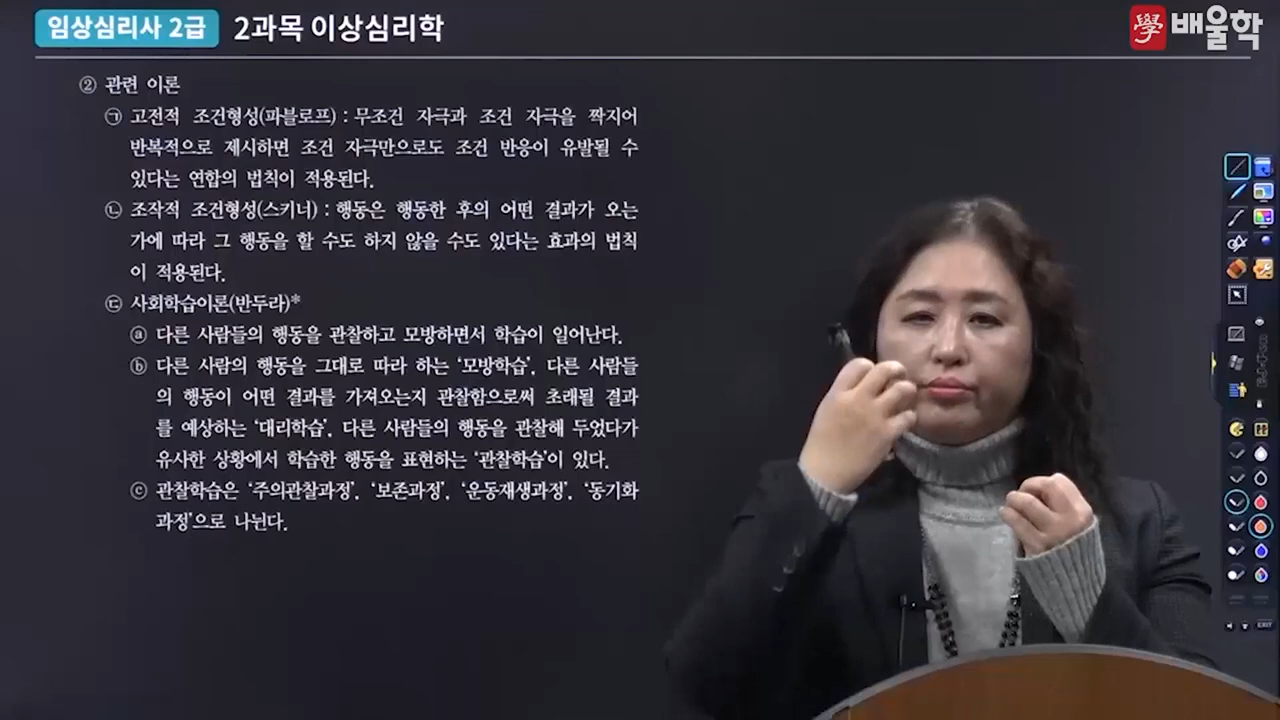 임상심리사 2급
2과목 이상심리학
學 배울학
② 관련 이론
㉠ 고전적 조건형성(파블로프) : 무조건 자극과 조건 자극을 짝지어
반복적으로 제시하면 조건 자극만으로도 조건 반응이 유발될 수
있다는 연합의 법칙이 적용된다.
㉡ 조작적 조건형성(스키너) : 행동은 행동한 후의 어떤 결과가 오는
가에 따라 그 행동을 할 수도 하지 않을 수도 있다는 효과의 법칙
이 적용된다.
㉢ 사회학습이론(반두라)*
ⓐ 다른 사람들의 행동을 관찰하고 모방하면서 학습이 일어난다.
ⓑ 다른 사람의 행동을 그대로 따라 하는 '모방학습', 다른 사람들
의 행동이 어떤 결과를 가져오는지 관찰함으로써 초래될 결과
를 예상하는 '대리학습', 다른 사람들의 행동을 관찰해 두었다가
유사한 상황에서 학습한 행동을 표현하는 '관찰학습'이 있다.
ⓒ 관찰학습은 '주의관찰과정', '보존과정', '운동재생과정', '동기화
과정'으로 나뉜다.
EXIT